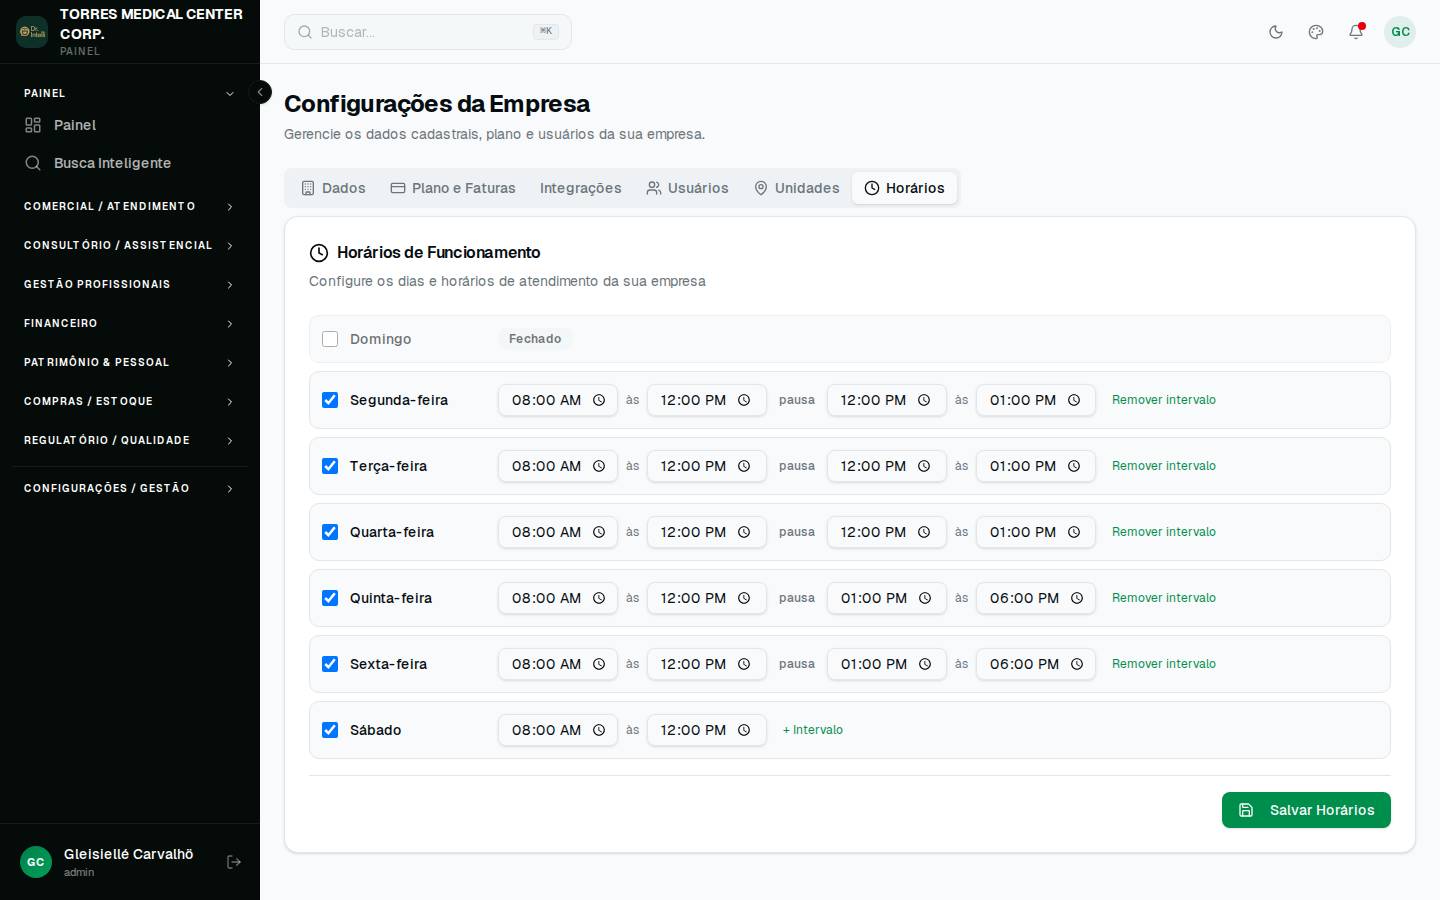 TORRES MEDICAL CENTER
CORP.
PAINEL
Buscar...
⌘K
GC
PAINEL
Painel
Busca Inteligente
COMERCIAL / ATENDIMENTO
CONSULTÓRIO / ASSISTENCIAL
GESTÃO PROFISSIONAIS
FINANCEIRO
PATRIMÔNIO & PESSOAL
COMPRAS / ESTOQUE
REGULATÓRIO / QUALIDADE
CONFIGURAÇÕES / GESTÃO
GC
Gleisiellé Carvalhö
admin
Configurações da Empresa
Gerencie os dados cadastrais, plano e usuários da sua empresa.
Dados Plano e Faturas Integrações Usuários Unidades Horários
Horários de Funcionamento
Configure os dias e horários de atendimento da sua empresa
Domingo Fechado
Segunda-feira 08:00 AM às 12:00 PM pausa 12:00 PM às 01:00 PM Remover intervalo
Terça-feira 08:00 AM às 12:00 PM pausa 12:00 PM às 01:00 PM Remover intervalo
Quarta-feira 08:00 AM às 12:00 PM pausa 12:00 PM às 01:00 PM Remover intervalo
Quinta-feira 08:00 AM às 12:00 PM pausa 01:00 PM às 06:00 PM Remover intervalo
Sexta-feira 08:00 AM às 12:00 PM pausa 01:00 PM às 06:00 PM Remover intervalo
Sábado 08:00 AM às 12:00 PM + Intervalo
Salvar Horários